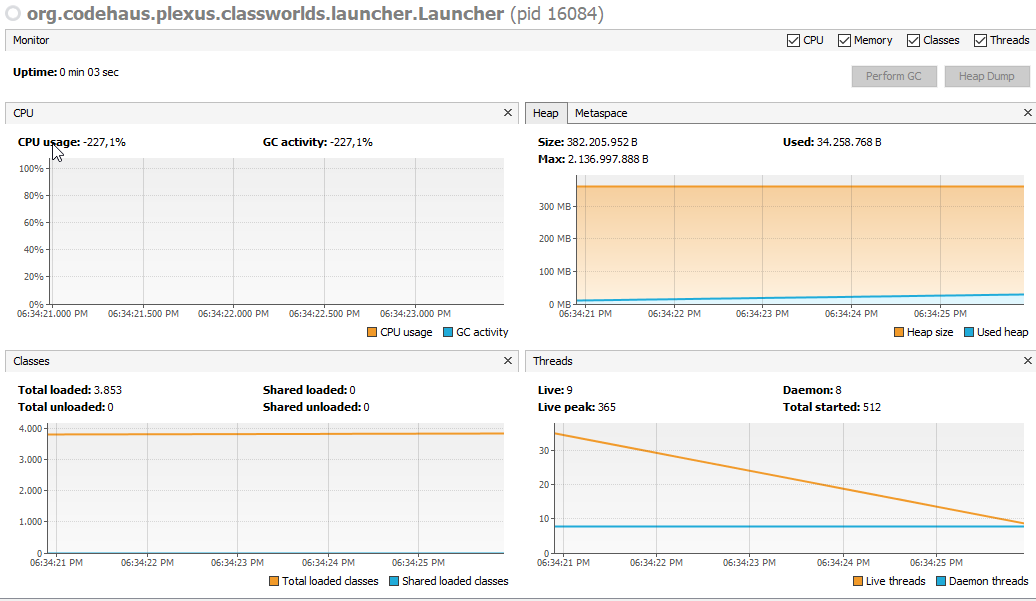 org.codehaus.plexus.classworlds.launcher.Launcher (pid 16084)
Monitor
CPU Memory Classes Threads
Uptime: 0 min 03 sec
Perform GC Heap Dump
CPU
CPU usage: -227,1% GC activity: -227,1%
100%
80%
60%
40%
20%
0%
06:34:21.000 PM 06:34:21.500 PM 06:34:22.000 PM 06:34:22.500 PM 06:34:23.000 PM
CPU usage GC activity
Heap Metaspace
Size: 382.205.952 B Used: 34.258.768 B
Max: 2.136.997.888 B
300 MB
200 MB
100 MB
0 MB
06:34:21 PM 06:34:22 PM 06:34:23 PM 06:34:24 PM 06:34:25 PM
Heap size Used heap
Classes
Total loaded: 3.853 Shared loaded: 0
Total unloaded: 0 Shared unloaded: 0
4.000
3.000
2.000
1.000
0
06:34:21 PM 06:34:22 PM 06:34:23 PM 06:34:24 PM 06:34:25 PM
Total loaded classes Shared loaded classes
Threads
Live: 9 Daemon: 8
Live peak: 365 Total started: 512
30
20
10
0
06:34:21 PM 06:34:22 PM 06:34:23 PM 06:34:24 PM 06:34:25 PM
Live threads Daemon threads